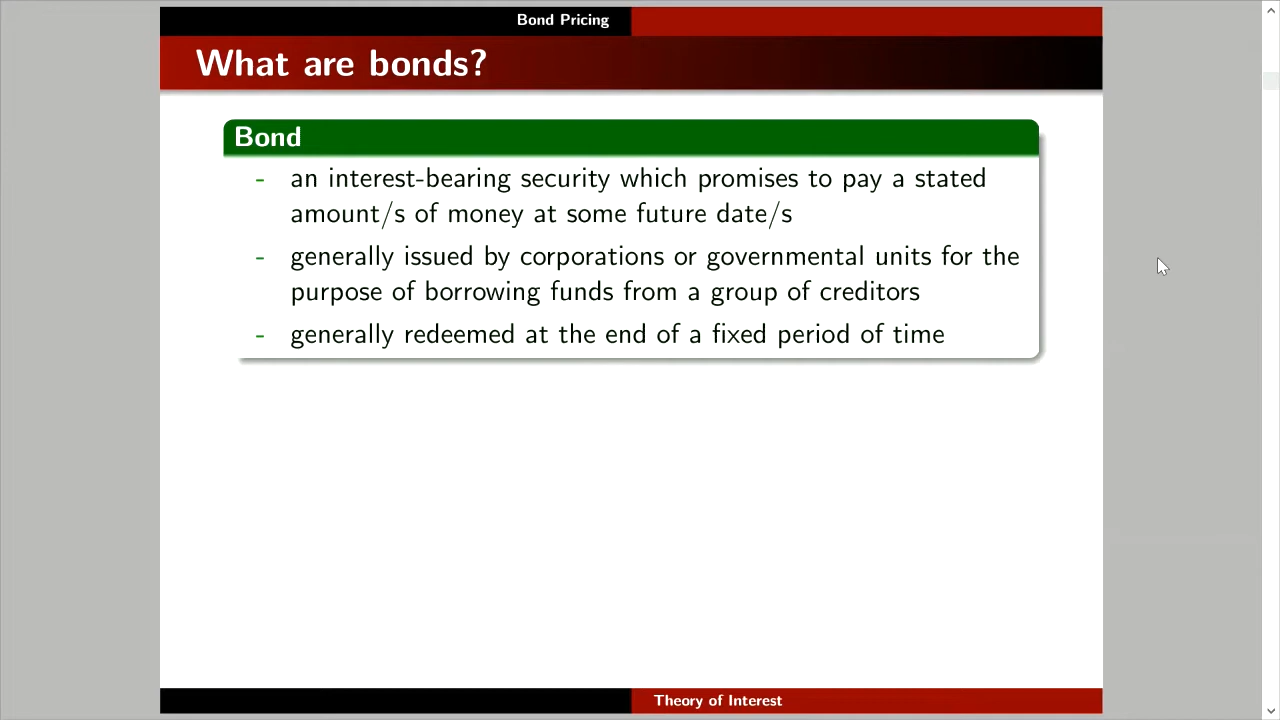 Bond Pricing
What are bonds?
Bond
- an interest-bearing security which promises to pay a stated
amount/s of money at some future date/s
- generally issued by corporations or governmental units for the
purpose of borrowing funds from a group of creditors
- generally redeemed at the end of a fixed period of time
Theory of Interest